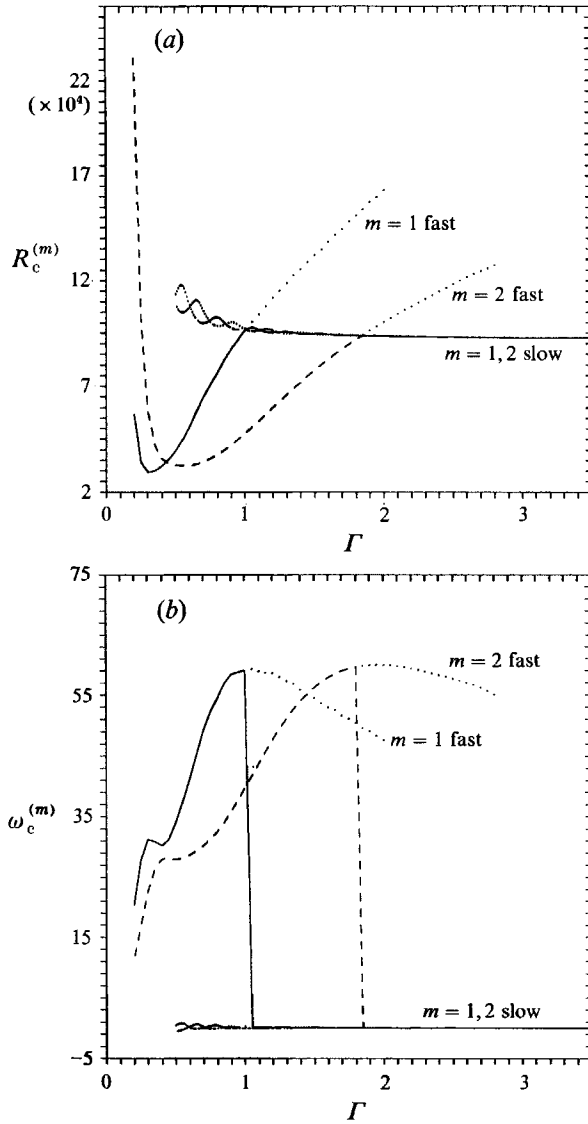 (a)
22
(× 10⁴)
17
R_c^(m)
12
7
2
m = 1 fast
m = 2 fast
m = 1, 2 slow
0 1 2 3
Γ
(b)
75
55
ω_c^(m)
35
15
−5
m = 2 fast
m = 1 fast
m = 1, 2 slow
0 1 2 3
Γ